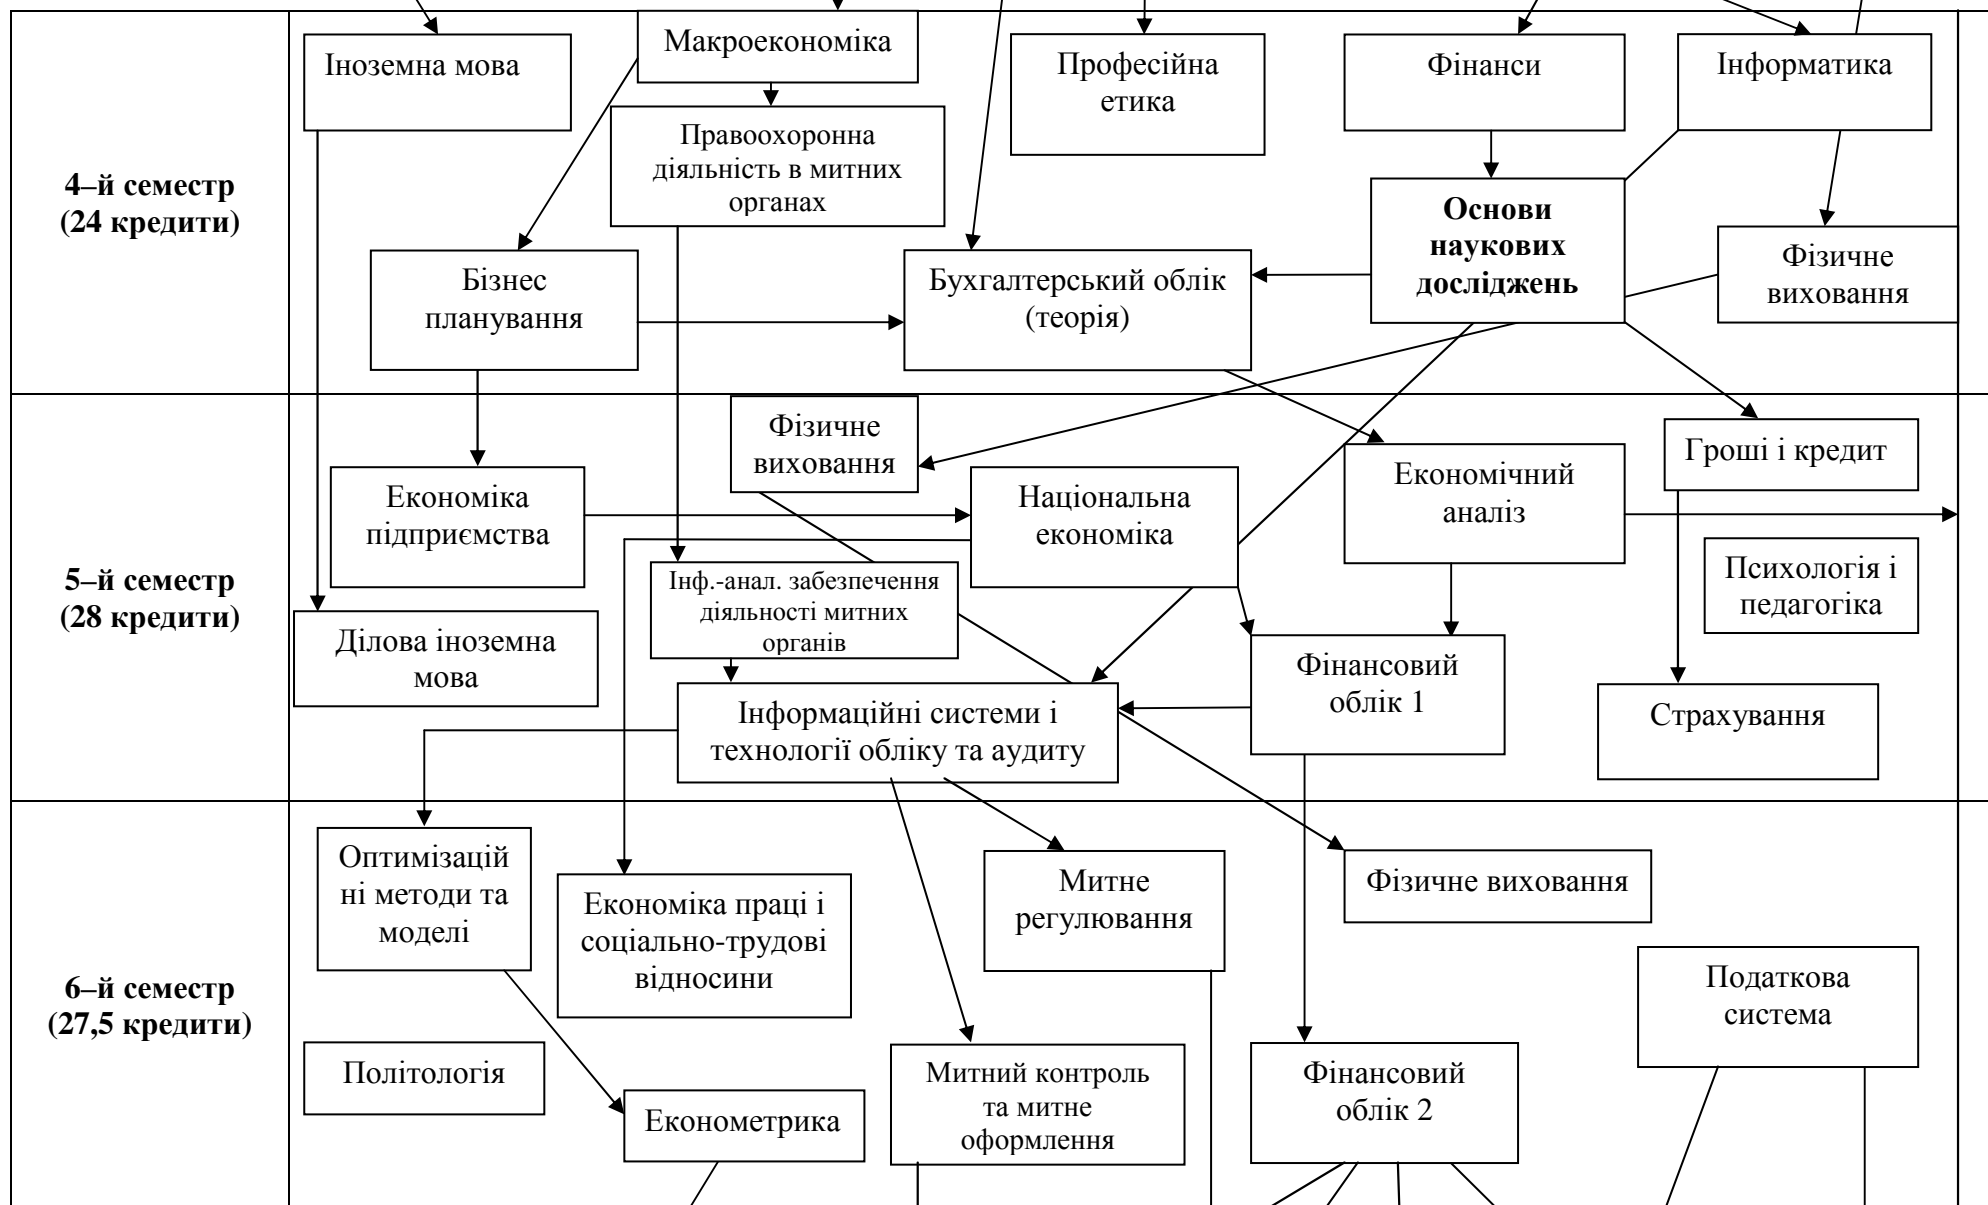 4–й семестр
(24 кредити)
Іноземна мова
Макроекономіка
Професійна
етика
Фінанси
Інформатика
Правоохоронна
діяльність в митних
органах
Основи
наукових
досліджень
Бізнес
планування
Бухгалтерський облік
(теорія)
Фізичне
виховання
5–й семестр
(28 кредити)
Фізичне
виховання
Гроші і кредит
Економіка
підприємства
Національна
економіка
Економічний
аналіз
Інф.-анал. забезпечення
діяльності митних
органів
Психологія і
педагогіка
Ділова іноземна
мова
Фінансовий
облік 1
Інформаційні системи і
технології обліку та аудиту
Страхування
6–й семестр
(27,5 кредити)
Оптимізацій
ні методи та
моделі
Економіка праці і
соціально-трудові
відносини
Митне
регулювання
Фізичне виховання
Податкова
система
Політологія
Економетрика
Митний контроль
та митне
оформлення
Фінансовий
облік 2